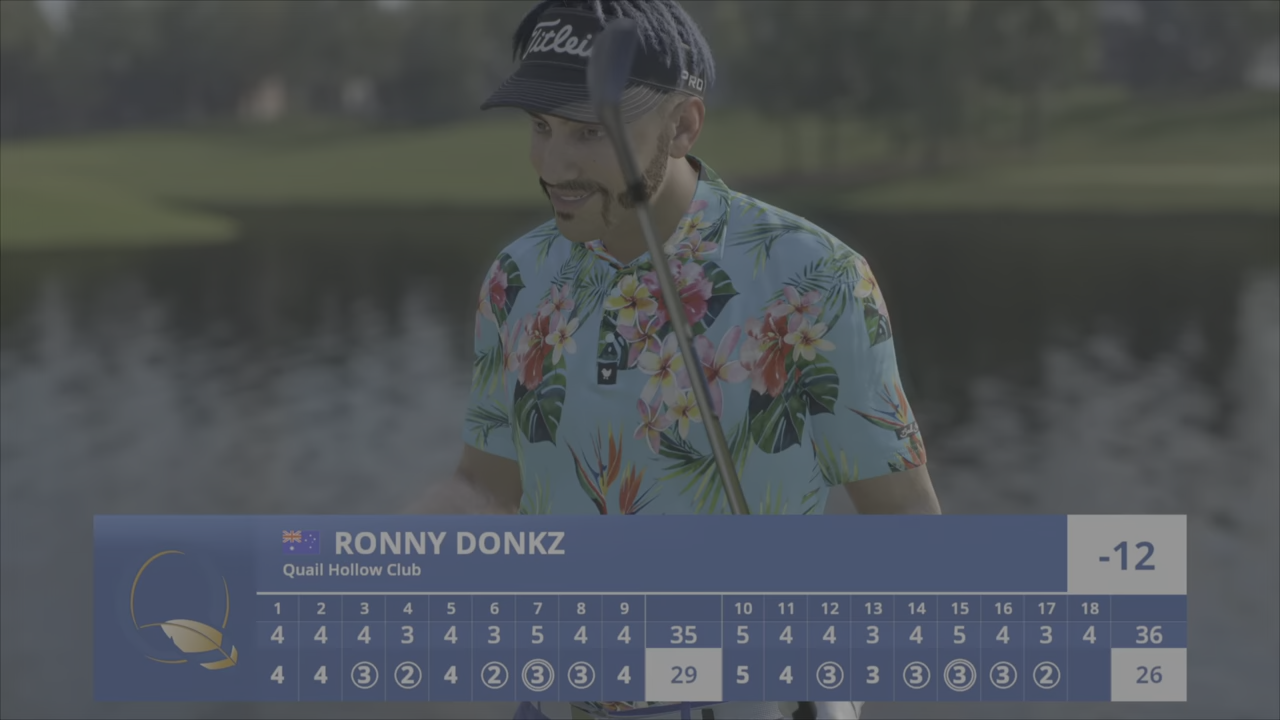 Titleist
PRO
RONNY DONKZ
-12
Quail Hollow Club
1 2 3 4 5 6 7 8 9 10 11 12 13 14 15 16 17 18
4 4 4 3 4 3 5 4 4 35 5 4 4 3 4 5 4 3 4 36
4 4 3 2 4 2 3 3 4 29 5 4 3 3 3 3 3 2 26